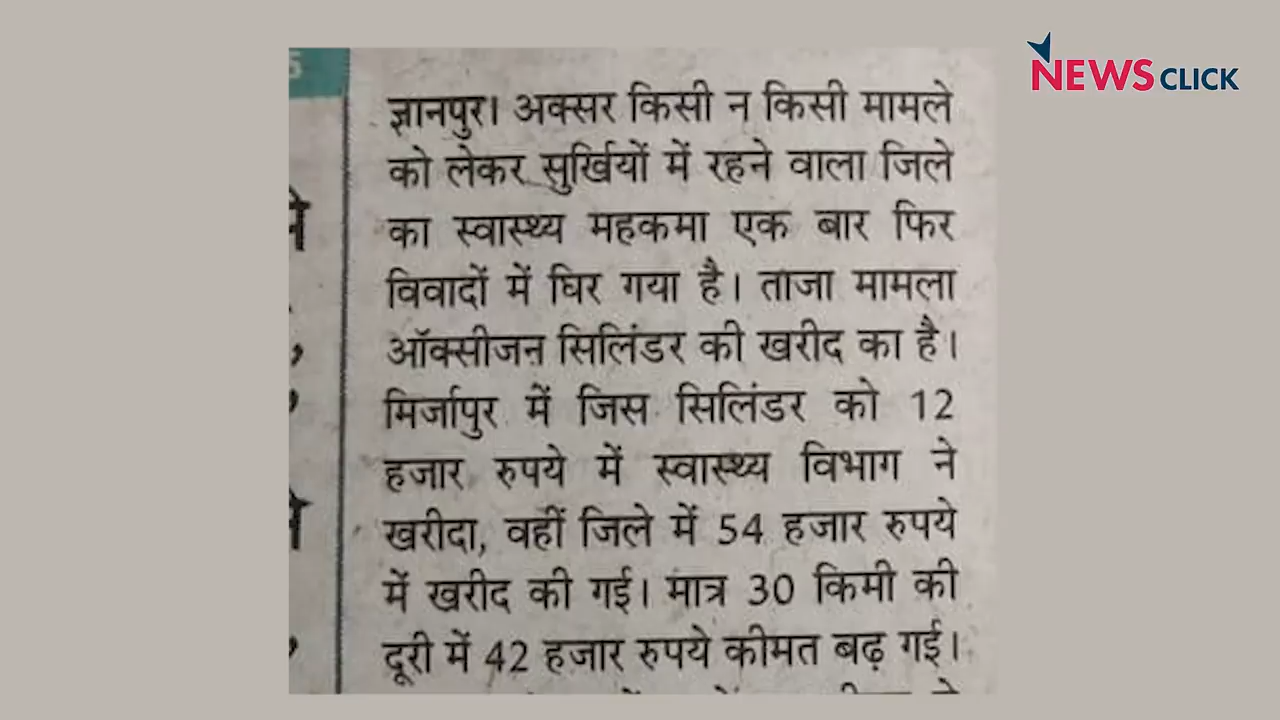 NEWSCLICK
5
ज्ञानपुर। अक्सर किसी न किसी मामले
को लेकर सुर्खियों में रहने वाला जिले
का स्वास्थ्य महकमा एक बार फिर
विवादों में घिर गया है। ताजा मामला
ऑक्सीजन सिलिंडर की खरीद का है।
मिर्जापुर में जिस सिलिंडर को 12
हजार रुपये में स्वास्थ्य विभाग ने
खरीदा, वहीं जिले में 54 हजार रुपये
में खरीद की गई। मात्र 30 किमी की
दूरी में 42 हजार रुपये कीमत बढ़ गई।